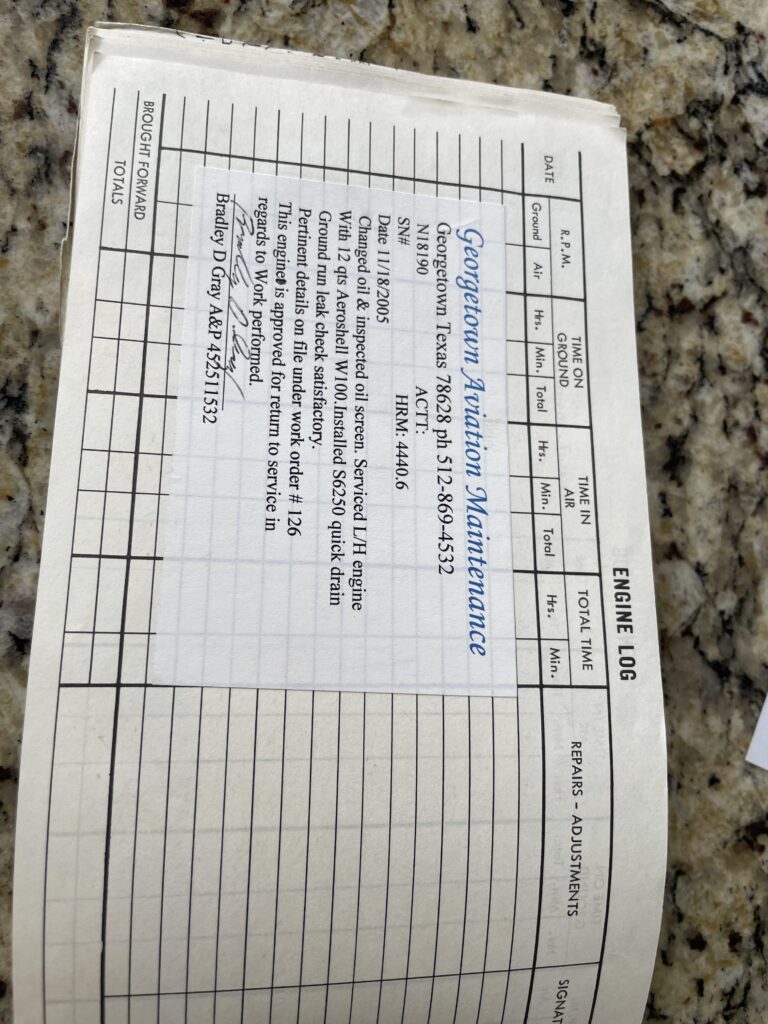 ENGINE LOG
DATE
R.P.M.
TIME ON GROUND
TIME IN AIR
TOTAL TIME
REPAIRS - ADJUSTMENTS
Ground Air Hrs. Min. Total Hrs. Min. Total Hrs. Min.
Georgetown Aviation Maintenance
Georgetown Texas 78628 ph 512-869-4532
N18190 ACTT:
SN# HRM: 4440.6
Date 11/18/2005
Changed oil & inspected oil screen. Serviced L/H engine
With 12 qts Aeroshell W100.Installed S6250 quick drain
Ground run leak check satisfactory.
Pertinent details on file under work order # 126
This engine is approved for return to service in
regards to Work performed.
Bradley D Gray A&P 452511532
BROUGHT FORWARD
TOTALS